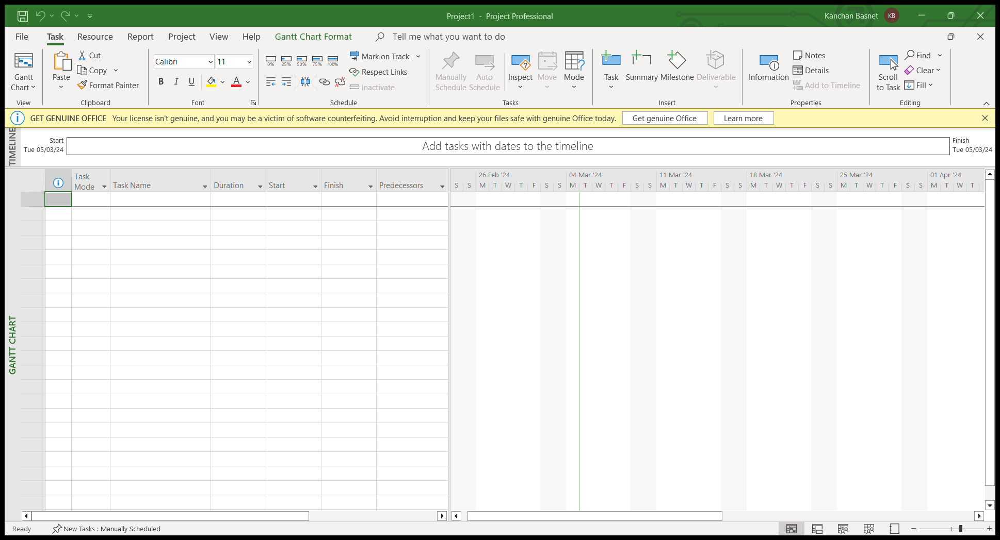 Project1 - Project Professional
Kanchan Basnet KB
File Task Resource Report Project View Help Gantt Chart Format Tell me what you want to do
Gantt Chart
View
Paste
Cut
Copy
Format Painter
Clipboard
Calibri 11
B I U A
Font
0% 25% 50% 75% 100%
Mark on Track
Respect Links
Inactivate
Schedule
Manually Schedule
Auto Schedule
Inspect
Move
Mode
Tasks
Task
Summary
Milestone
Deliverable
Insert
Information
Notes
Details
Add to Timeline
Properties
Scroll to Task
Find
Clear
Fill
Editing
GET GENUINE OFFICE Your license isn't genuine, and you may be a victim of software counterfeiting. Avoid interruption and keep your files safe with genuine Office today. Get genuine Office Learn more
TIMELINE
Start
Tue 05/03/24
Add tasks with dates to the timeline
Finish
Tue 05/03/24
Task Mode Task Name Duration Start Finish Predecessors
26 Feb '24 04 Mar '24 11 Mar '24 18 Mar '24 25 Mar '24 01 Apr '24
S S M T W T F S S M T W T F S S M T W T F S S M T W T F S S M T W T F S S M T W T
GANTT CHART
Ready New Tasks : Manually Scheduled